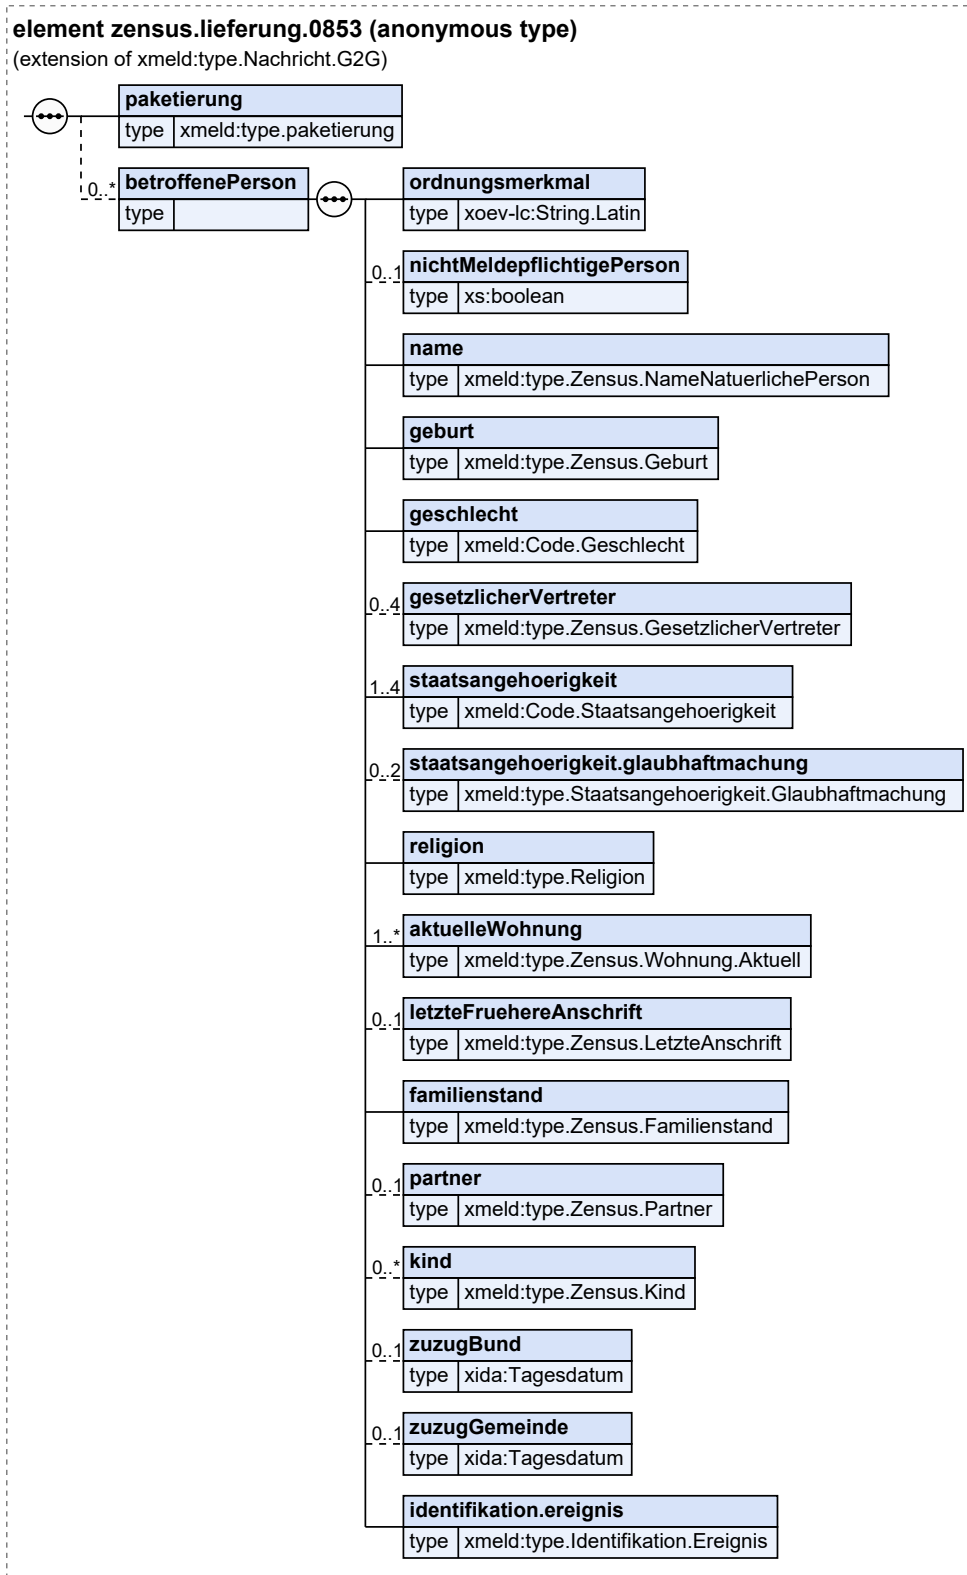 element zensus.lieferung.0853 (anonymous type)
(extension of xmeld:type.Nachricht.G2G)
paketierung
type xmeld:type.paketierung
0..* betroffenePerson
type
ordnungsmerkmal
type xoev-lc:String.Latin
0..1 nichtMeldepflichtigePerson
type xs:boolean
name
type xmeld:type.Zensus.NameNatuerlichePerson
geburt
type xmeld:type.Zensus.Geburt
geschlecht
type xmeld:Code.Geschlecht
0..4 gesetzlicherVertreter
type xmeld:type.Zensus.GesetzlicherVertreter
1..4 staatsangehoerigkeit
type xmeld:Code.Staatsangehoerigkeit
0..2 staatsangehoerigkeit.glaubhaftmachung
type xmeld:type.Staatsangehoerigkeit.Glaubhaftmachung
religion
type xmeld:type.Religion
1..* aktuelleWohnung
type xmeld:type.Zensus.Wohnung.Aktuell
0..1 letzteFruehereAnschrift
type xmeld:type.Zensus.LetzteAnschrift
familienstand
type xmeld:type.Zensus.Familienstand
0..1 partner
type xmeld:type.Zensus.Partner
0..* kind
type xmeld:type.Zensus.Kind
0..1 zuzugBund
type xida:Tagesdatum
0..1 zuzugGemeinde
type xida:Tagesdatum
identifikation.ereignis
type xmeld:type.Identifikation.Ereignis